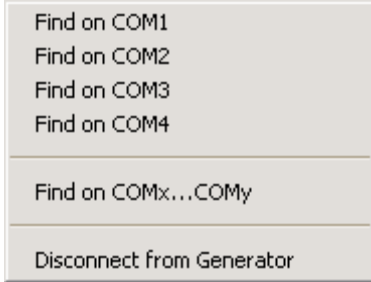 Find on COM1
Find on COM2
Find on COM3
Find on COM4
Find on COMx...COMy
Disconnect from Generator